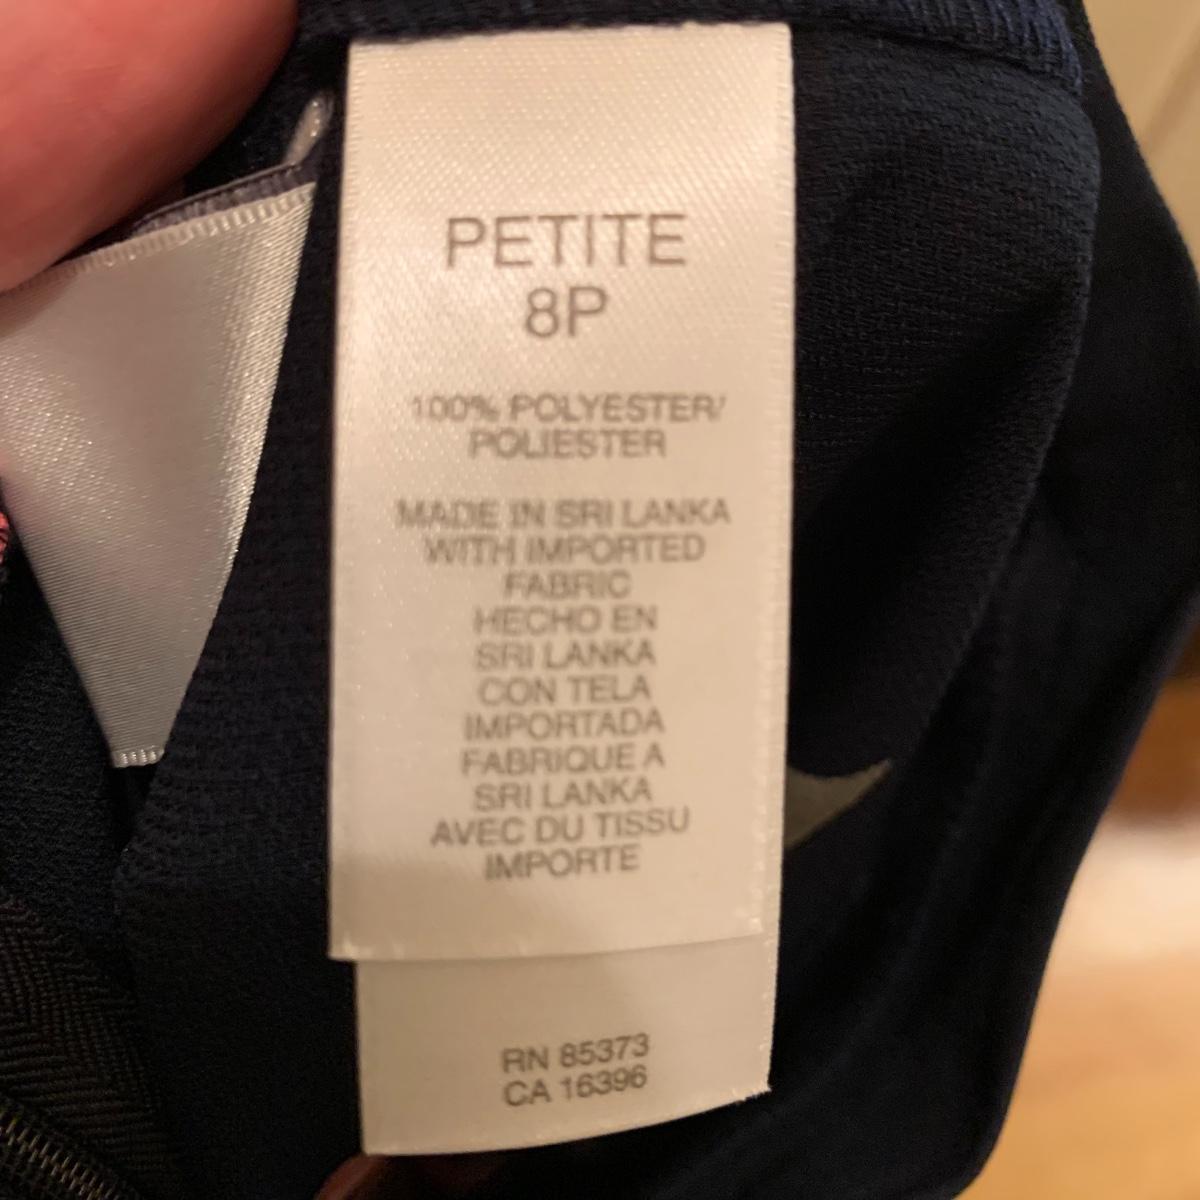 PETITE
8P
100% POLYESTER/
POLIESTER
MADE IN SRI LANKA
WITH IMPORTED
FABRIC
HECHO EN
SRI LANKA
CON TELA
IMPORTADA
FABRIQUE A
SRI LANKA
AVEC DU TISSU
IMPORTE
RN 85373
CA 16396